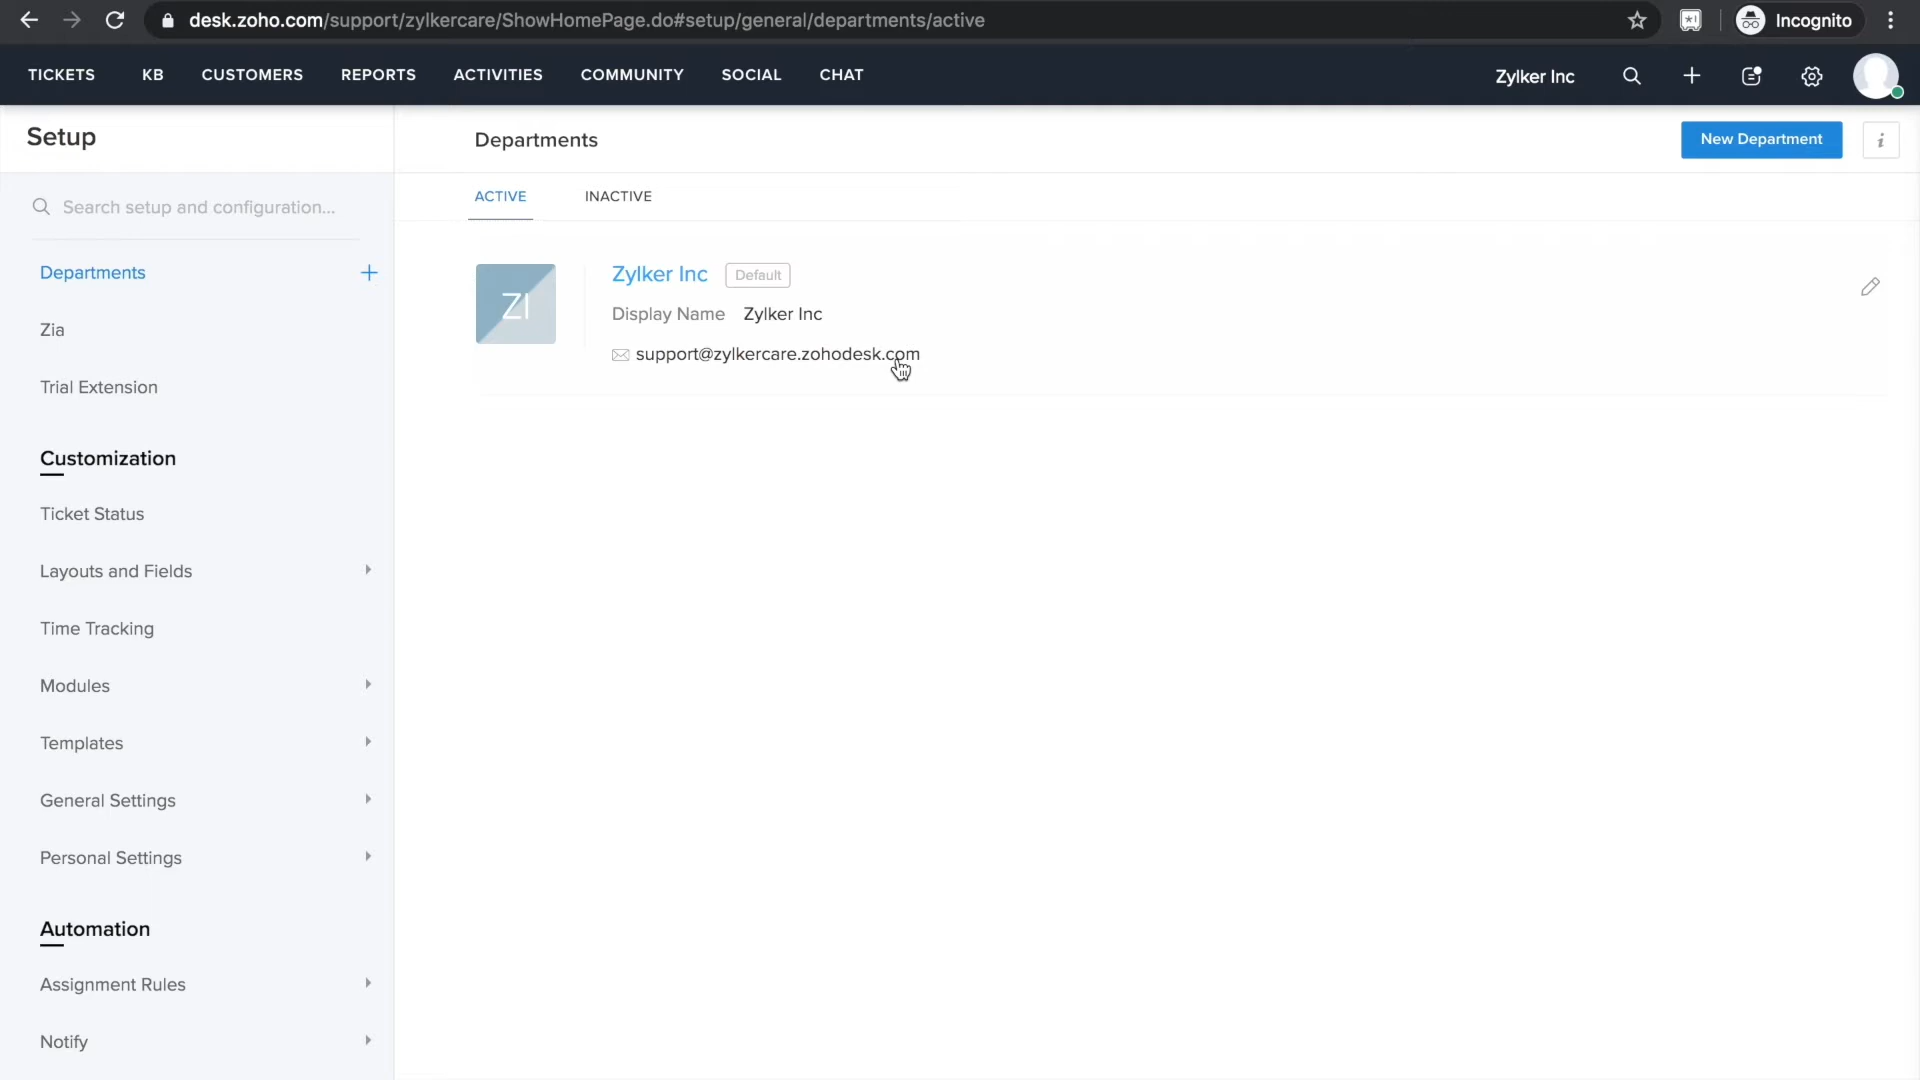 desk.zoho.com/support/zylkercare/ShowHomePage.do#setup/general/departments/active
Incognito
TICKETS KB CUSTOMERS REPORTS ACTIVITIES COMMUNITY SOCIAL CHAT
Zylker Inc
Setup
Departments
New Department
i
Search setup and configuration...
ACTIVE INACTIVE
Departments
Zia
Trial Extension
Customization
Ticket Status
Layouts and Fields
Time Tracking
Modules
Templates
General Settings
Personal Settings
Automation
Assignment Rules
Notify
ZI
Zylker Inc Default
Display Name Zylker Inc
support@zylkercare.zohodesk.com